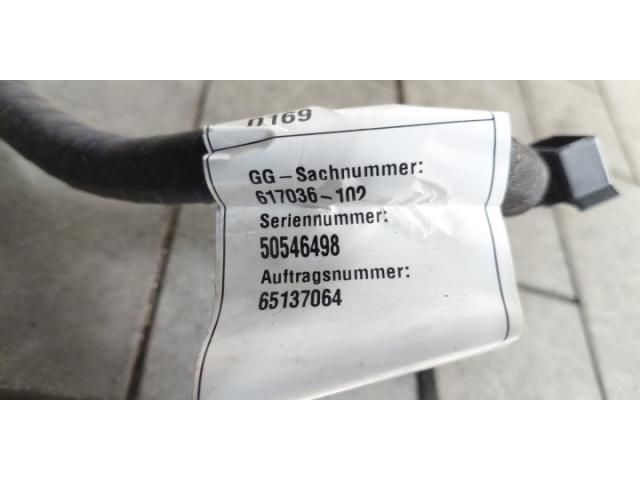 0169
GG-Sachnummer:
617036-102
Seriennummer:
50546498
Auftragsnummer:
65137064